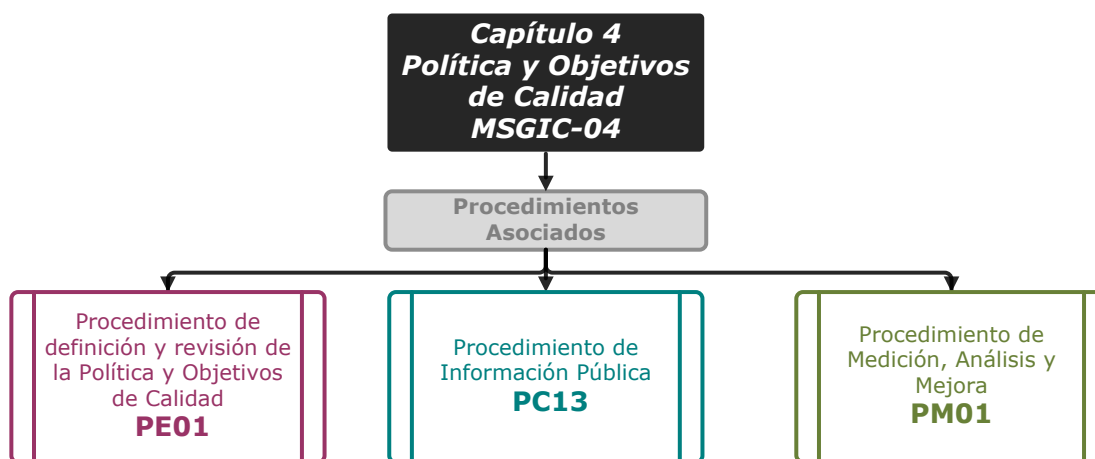 Capítulo 4
Política y Objetivos
de Calidad
MSGIC-04
Procedimientos
Asociados
Procedimiento de
definición y revisión de
la Política y Objetivos
de Calidad
PE01
Procedimiento de
Información Pública
PC13
Procedimiento de
Medición, Análisis y
Mejora
PM01